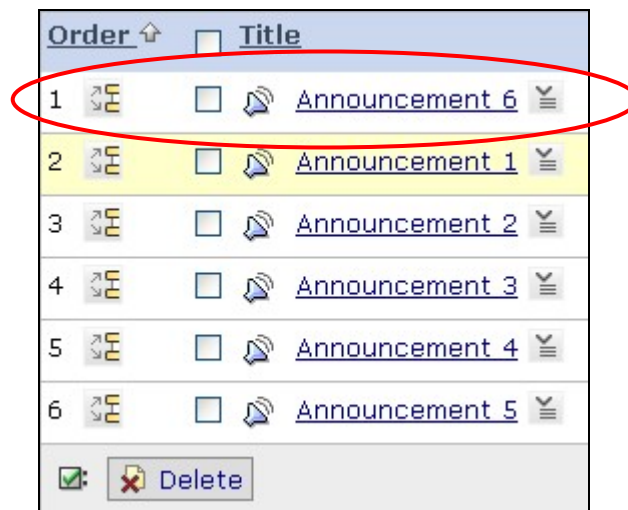 Order Title
1 Announcement 6
2 Announcement 1
3 Announcement 2
4 Announcement 3
5 Announcement 4
6 Announcement 5
Delete